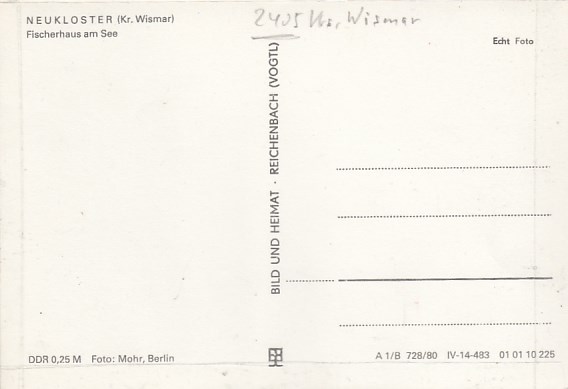 NEUKLOSTER (Kr. Wismar)
Fischerhaus am See
2405 Kr. Wismar
Echt Foto
BILD UND HEIMAT · REICHENBACH (VOGTL)
DDR 0,25 M Foto: Mohr, Berlin
A 1/B 728/80 IV-14-483 01 01 10 225